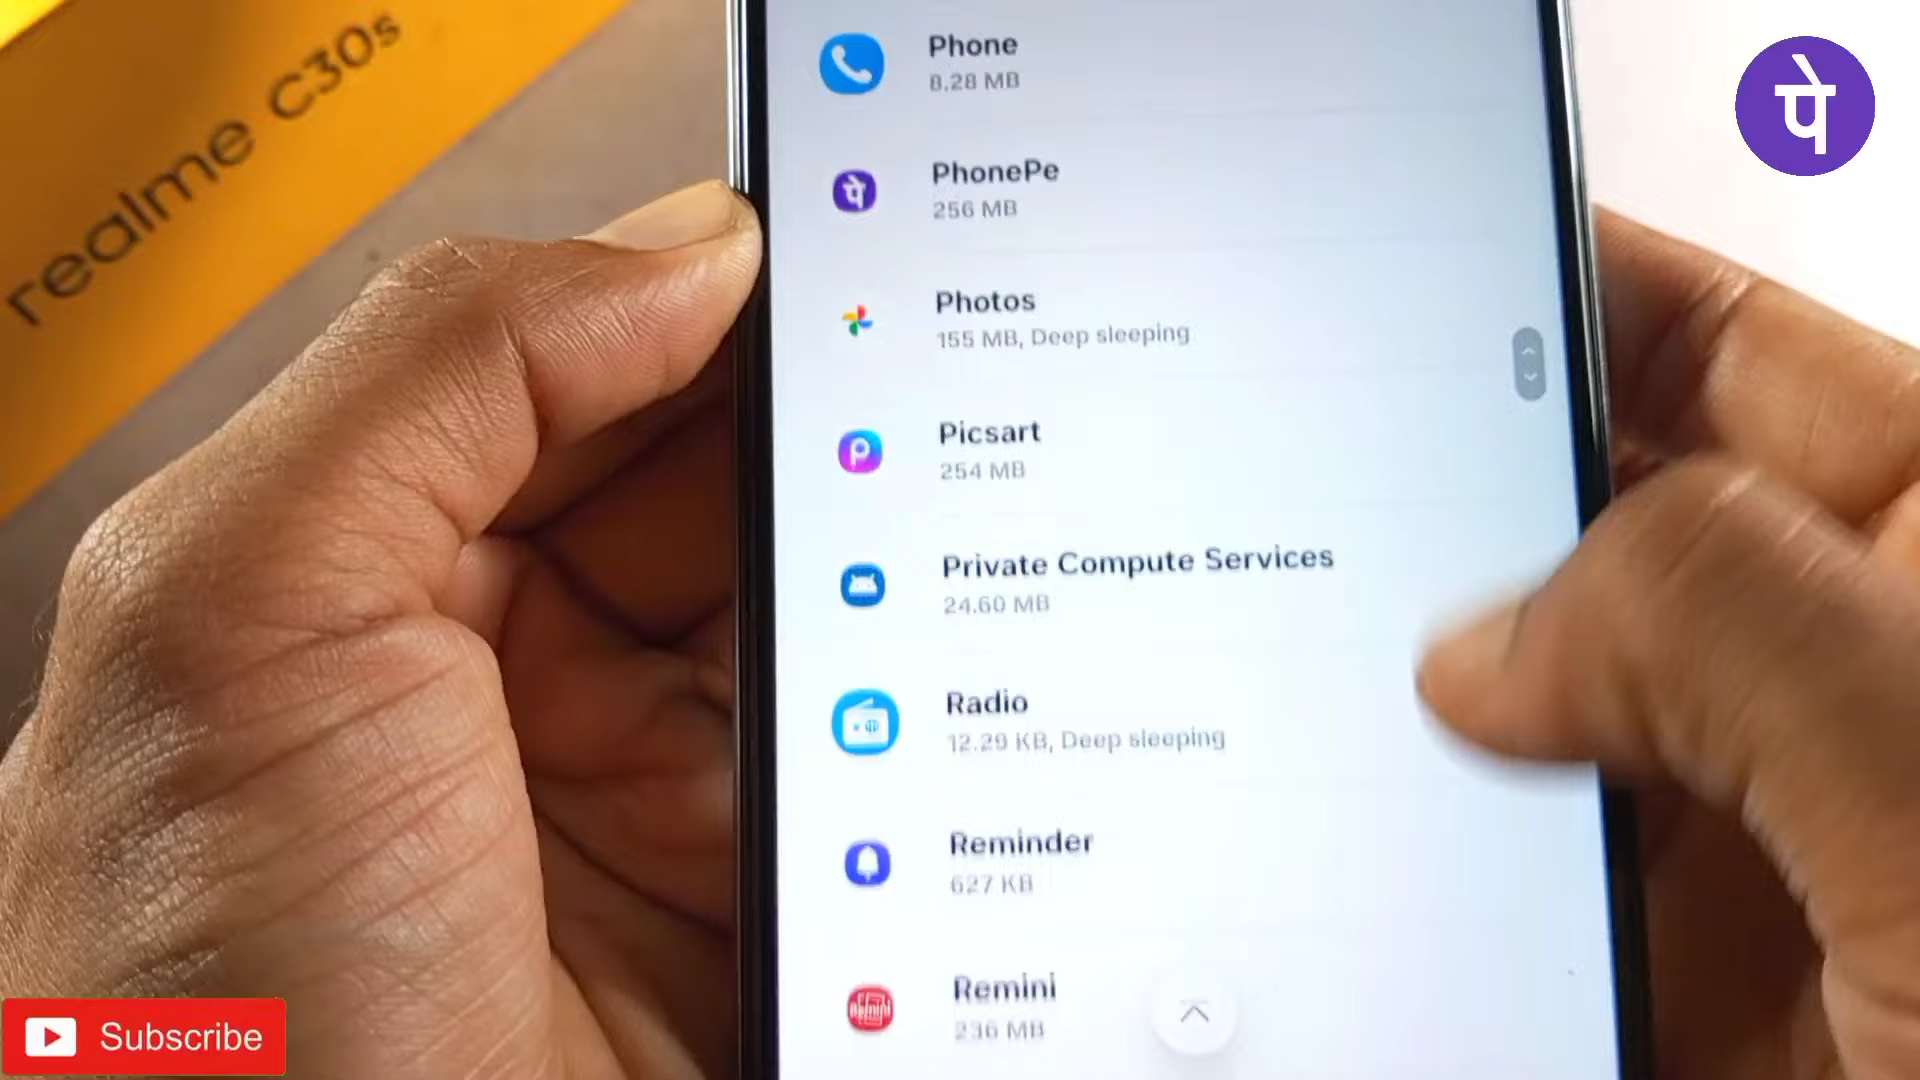 realme C30s
Phone
8.28 MB
PhonePe
256 MB
Photos
155 MB, Deep sleeping
Picsart
254 MB
Private Compute Services
24.60 MB
Radio
12.29 KB, Deep sleeping
Reminder
627 KB
Remini
236 MB
पे
पे
Remini
Subscribe